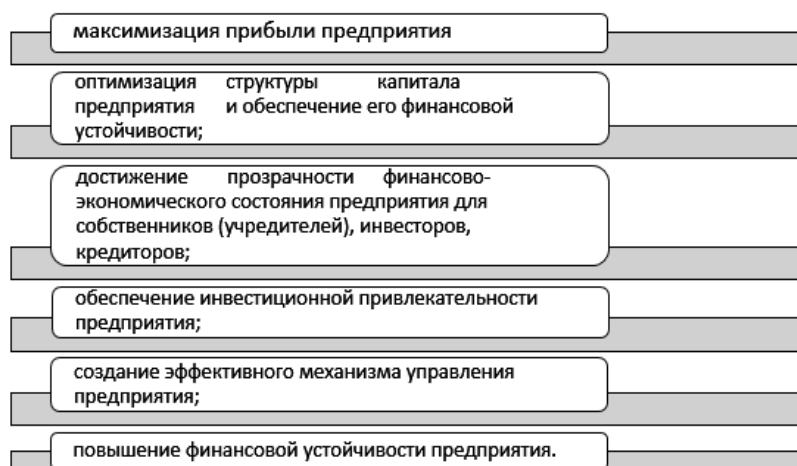 максимизация прибыли предприятия
оптимизация структуры капитала
предприятия и обеспечение его финансовой
устойчивости;
достижение прозрачности финансово-
экономического состояния предприятия для
собственников (учредителей), инвесторов,
кредиторов;
обеспечение инвестиционной привлекательности
предприятия;
создание эффективного механизма управления
предприятия;
повышение финансовой устойчивости предприятия.